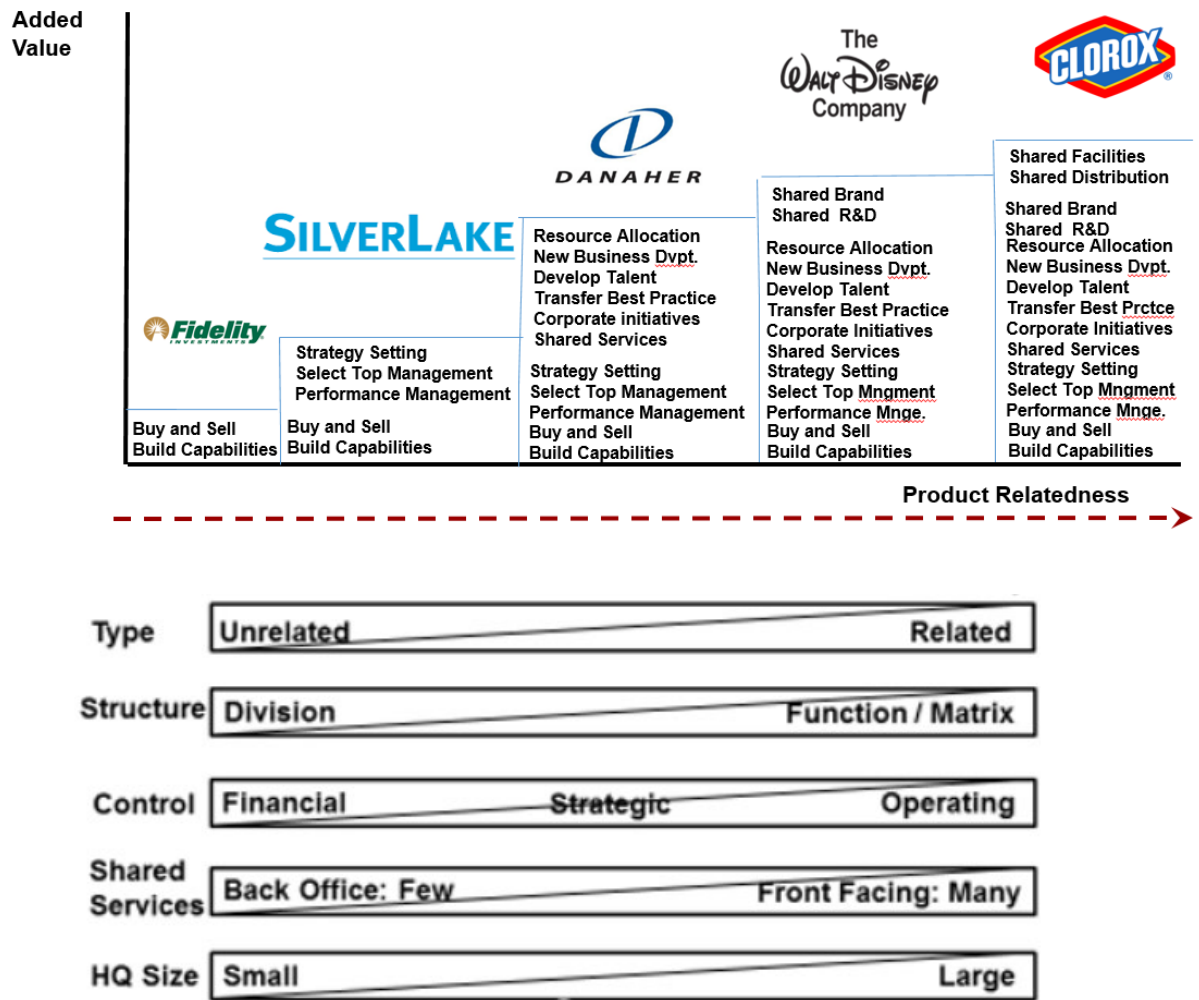 Added
Value
The
WALT DISNEY
Company
CLOROX®
DANAHER
SILVERLAKE
Fidelity
INVESTMENTS
Buy and Sell
Build Capabilities
Strategy Setting
Select Top Management
Performance Management
Buy and Sell
Build Capabilities
Resource Allocation
New Business Dvpt.
Develop Talent
Transfer Best Practice
Corporate initiatives
Shared Services
Strategy Setting
Select Top Management
Performance Management
Buy and Sell
Build Capabilities
Shared Brand
Shared R&D
Resource Allocation
New Business Dvpt.
Develop Talent
Transfer Best Practice
Corporate Initiatives
Shared Services
Strategy Setting
Select Top Mngment
Performance Mnge.
Buy and Sell
Build Capabilities
Shared Facilities
Shared Distribution
Shared Brand
Shared R&D
Resource Allocation
New Business Dvpt.
Develop Talent
Transfer Best Prctce
Corporate Initiatives
Shared Services
Strategy Setting
Select Top Mngment
Performance Mnge.
Buy and Sell
Build Capabilities
Product Relatedness
Type Unrelated Related
Structure Division Function / Matrix
Control Financial Strategic Operating
Shared
Services Back Office: Few Front Facing: Many
HQ Size Small Large